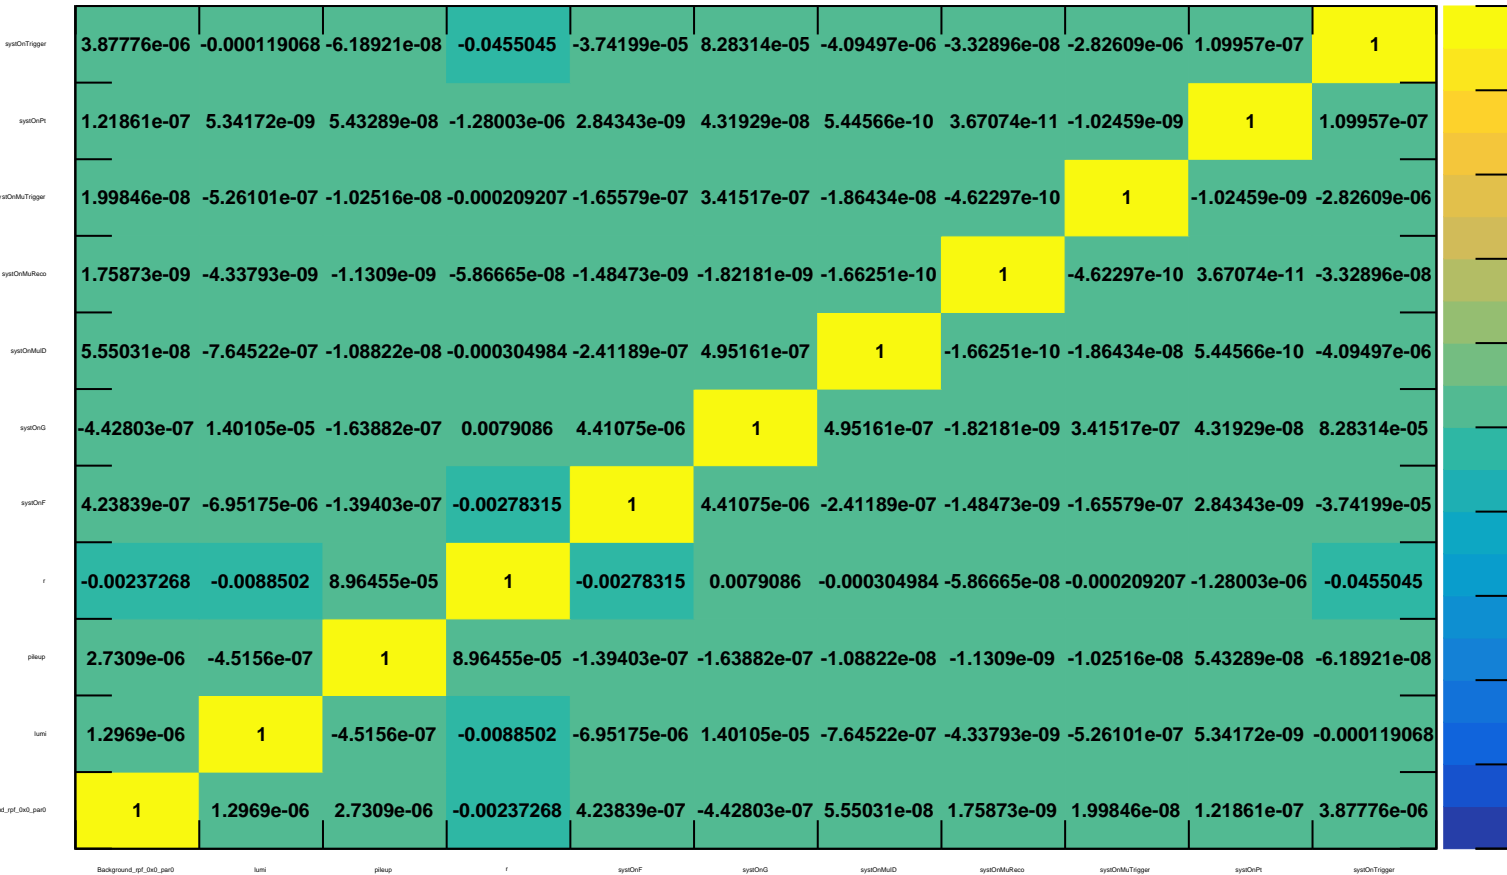 systOnTrigger 3.87776e-06 -0.000119068 -6.18921e-08 -0.0455045 -3.74199e-05 8.28314e-05 -4.09497e-06 -3.32896e-08 -2.82609e-06 1.09957e-07 1
systOnPt 1.21861e-07 5.34172e-09 5.43289e-08 -1.28003e-06 2.84343e-09 4.31929e-08 5.44566e-10 3.67074e-11 -1.02459e-09 1 1.09957e-07
stOnMuTrigger 1.99846e-08 -5.26101e-07 -1.02516e-08 -0.000209207 -1.65579e-07 3.41517e-07 -1.86434e-08 -4.62297e-10 1 -1.02459e-09 -2.82609e-06
systOnMuReco 1.75873e-09 -4.33793e-09 -1.1309e-09 -5.86665e-08 -1.48473e-09 -1.82181e-09 -1.66251e-10 1 -4.62297e-10 3.67074e-11 -3.32896e-08
systOnMuID 5.55031e-08 -7.64522e-07 -1.08822e-08 -0.000304984 -2.41189e-07 4.95161e-07 1 -1.66251e-10 -1.86434e-08 5.44566e-10 -4.09497e-06
systOnG -4.42803e-07 1.40105e-05 -1.63882e-07 0.0079086 4.41075e-06 1 4.95161e-07 -1.82181e-09 3.41517e-07 4.31929e-08 8.28314e-05
systOnF 4.23839e-07 -6.95175e-06 -1.39403e-07 -0.00278315 1 4.41075e-06 -2.41189e-07 -1.48473e-09 -1.65579e-07 2.84343e-09 -3.74199e-05
r -0.00237268 -0.0088502 8.96455e-05 1 -0.00278315 0.0079086 -0.000304984 -5.86665e-08 -0.000209207 -1.28003e-06 -0.0455045
pileup 2.7309e-06 -4.5156e-07 1 8.96455e-05 -1.39403e-07 -1.63882e-07 -1.08822e-08 -1.1309e-09 -1.02516e-08 5.43289e-08 -6.18921e-08
lumi 1.2969e-06 1 -4.5156e-07 -0.0088502 -6.95175e-06 1.40105e-05 -7.64522e-07 -4.33793e-09 -5.26101e-07 5.34172e-09 -0.000119068
d_rpf_0x0_par0 1 1.2969e-06 2.7309e-06 -0.00237268 4.23839e-07 -4.42803e-07 5.55031e-08 1.75873e-09 1.99846e-08 1.21861e-07 3.87776e-06
Background_rpf_0x0_par0 lumi pileup r systOnF systOnG systOnMuID systOnMuReco systOnMuTrigger systOnPt systOnTrigger